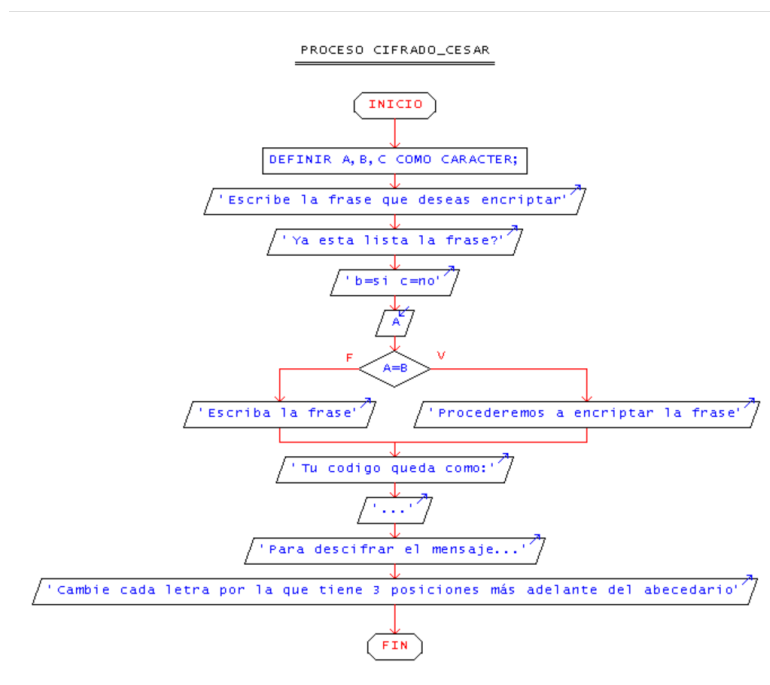 PROCESO CIFRADO_CESAR
INICIO
DEFINIR A,B,C COMO CARACTER;
'Escribe la frase que deseas encriptar'
'Ya esta lista la frase?'
'b=si c=no'
A
F
V
A=B
'Escriba la frase'
'Procederemos a encriptar la frase'
'Tu codigo queda como:'
'...'
'Para descifrar el mensaje...'
'Cambie cada letra por la que tiene 3 posiciones más adelante del abecedario'
FIN